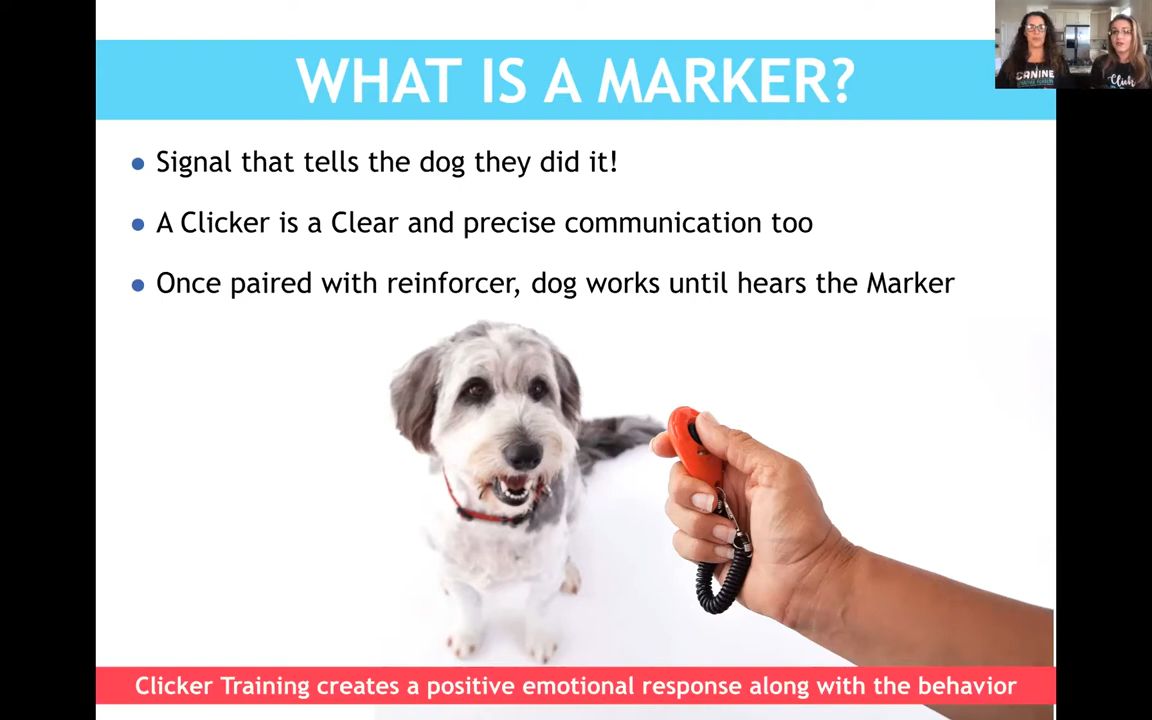 WHAT IS A MARKER?
Signal that tells the dog they did it!
A Clicker is a Clear and precise communication too
Once paired with reinforcer, dog works until hears the Marker
CANINE
Click
Clicker Training creates a positive emotional response along with the behavior